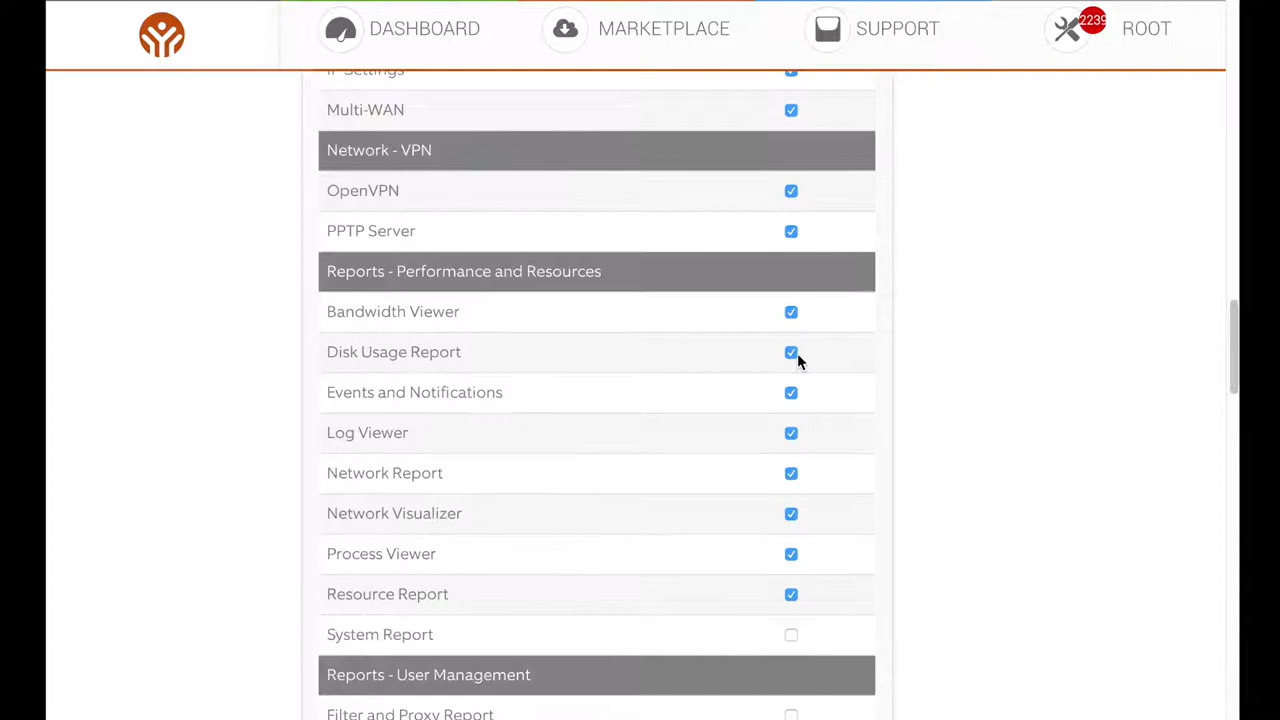 DASHBOARD
MARKETPLACE
SUPPORT
2239
ROOT
IP Settings
Multi-WAN
Network - VPN
OpenVPN
PPTP Server
Reports - Performance and Resources
Bandwidth Viewer
Disk Usage Report
Events and Notifications
Log Viewer
Network Report
Network Visualizer
Process Viewer
Resource Report
System Report
Reports - User Management
Filter and Proxy Report